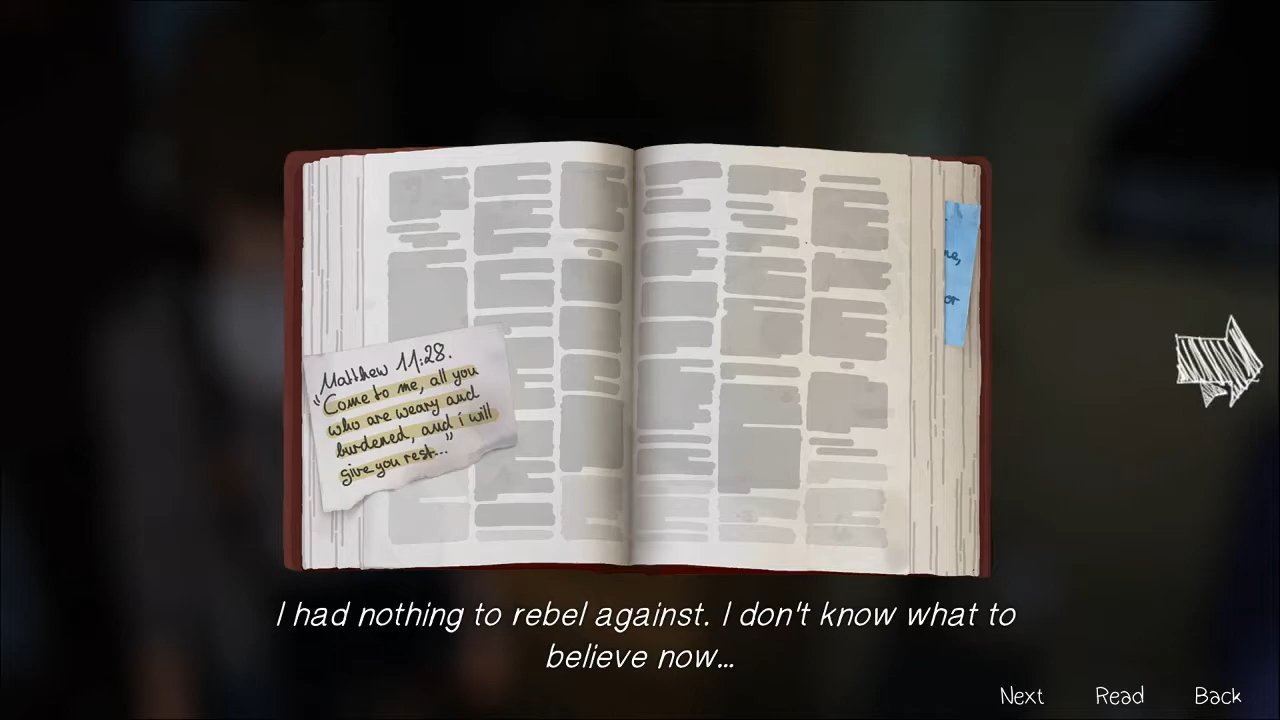 Matthew 11:28.
"Come to me, all you
who are weary and
burdened, and i will
give you rest..."
or
I had nothing to rebel against. I don't know what to
believe now...
Next Read Back